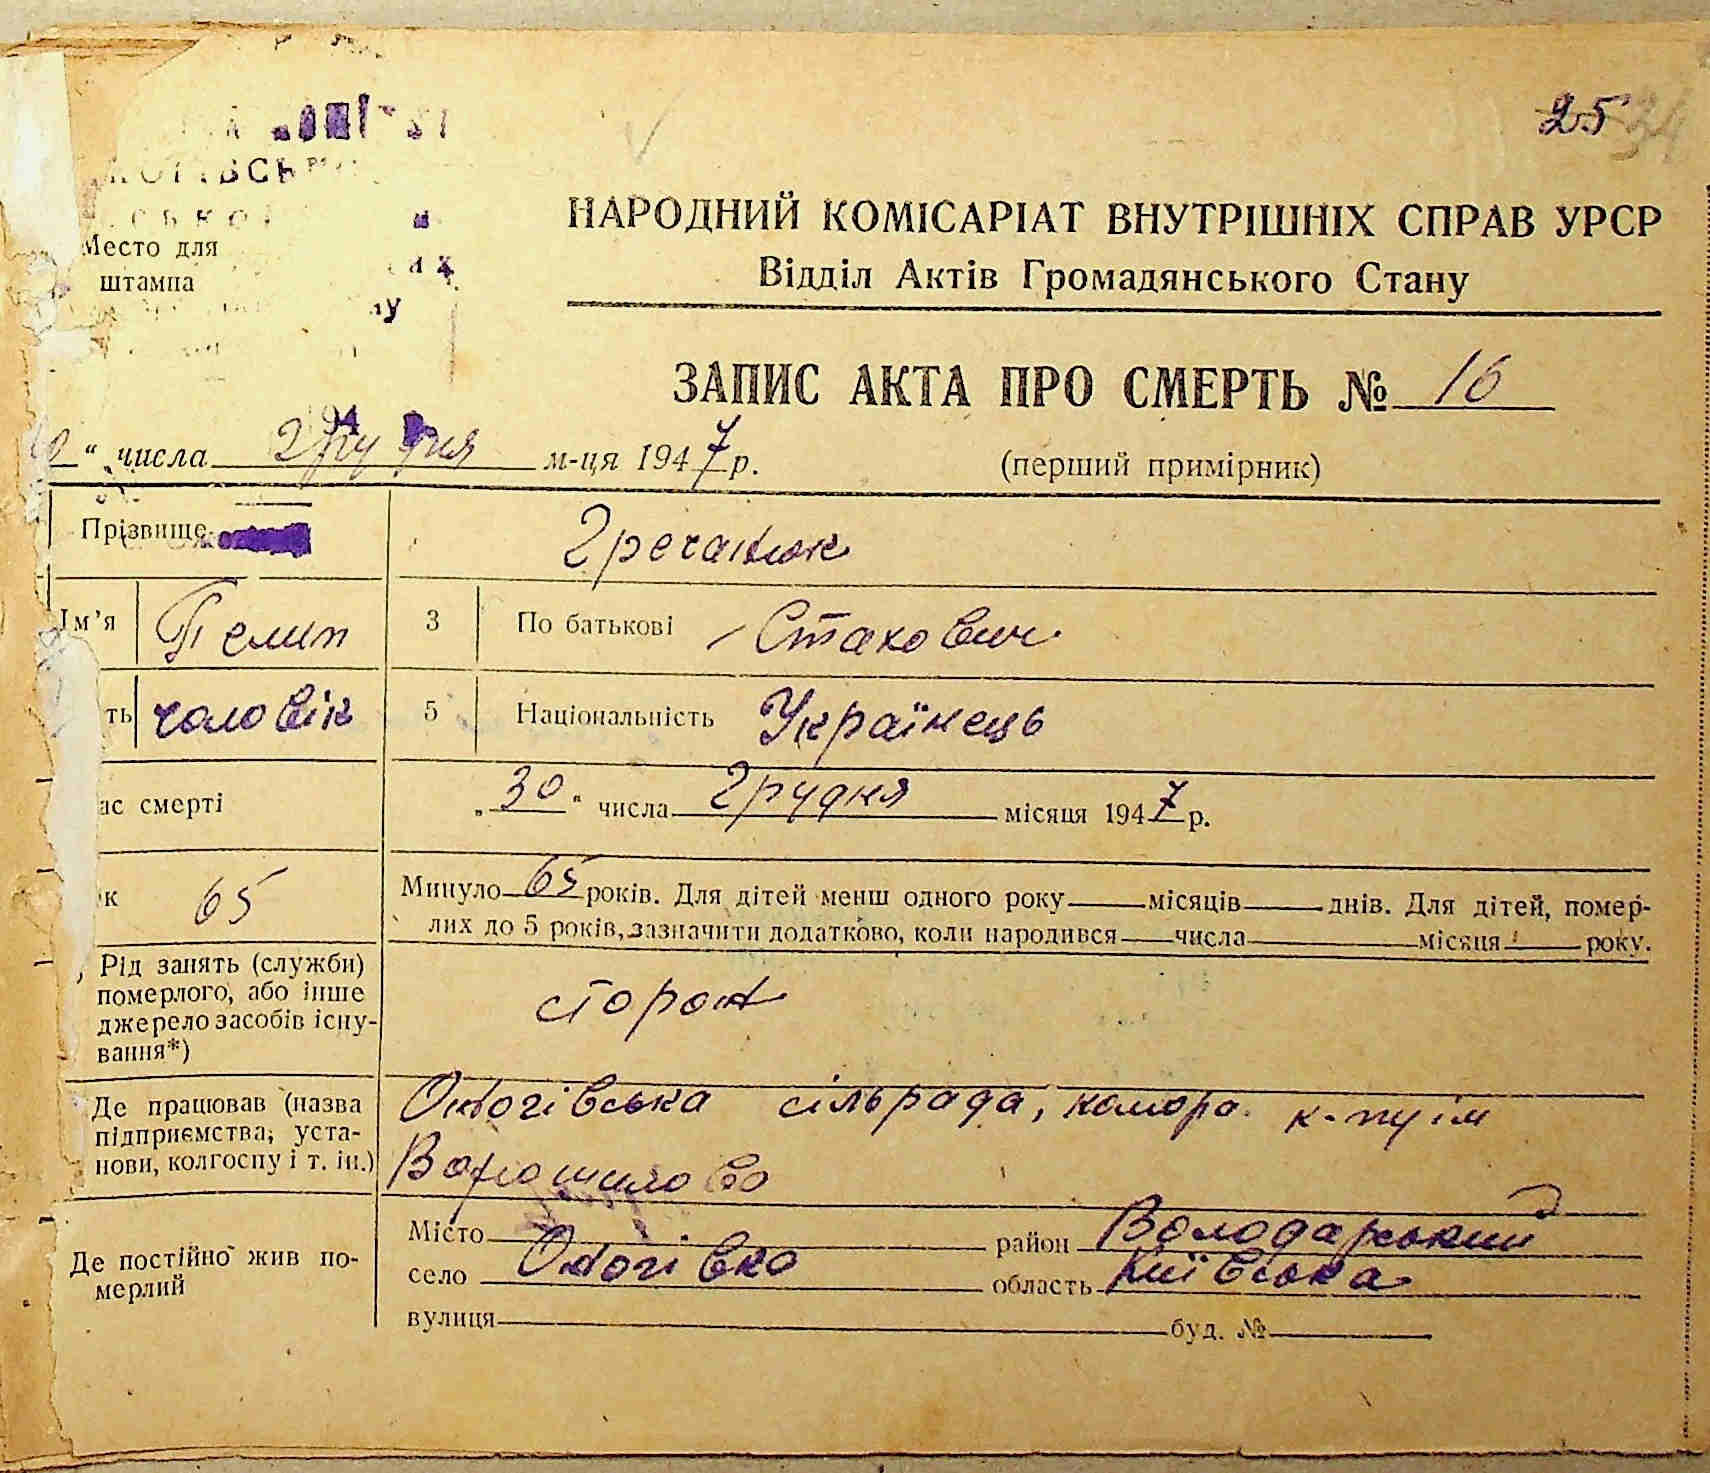 25 34
Место для
штампа
НАРОДНИЙ КОМІСАРІАТ ВНУТРІШНІХ СПРАВ УРСР
Відділ Актів Громадянського Стану
ЗАПИС АКТА ПРО СМЕРТЬ № 16
“ числа грудня м-ця 1947 р.
(перший примірник)
Прізвище Гречанюк
Ім’я Пелип 3 По батькові Стахович
ть чоловік 5 Національність Українець
ас смерті „30“ числа Грудня місяця 1947 р.
к 65 Минуло 65 років. Для дітей менш одного року місяців днів. Для дітей, помер-
лих до 5 років, зазначити додатково, коли народився числа місяця року.
Рід занять (служби)
померлого, або інше
джерело засобів існу-
вання*)
сторож
Де працював (назва
підприємства, уста-
нови, колгоспу і т. ін.)
сільрада, комора к-пу ім
Ворошилова
Де постійно жив по-
мерлий
Місто район Володарський
село область Київська
вулиця буд. №